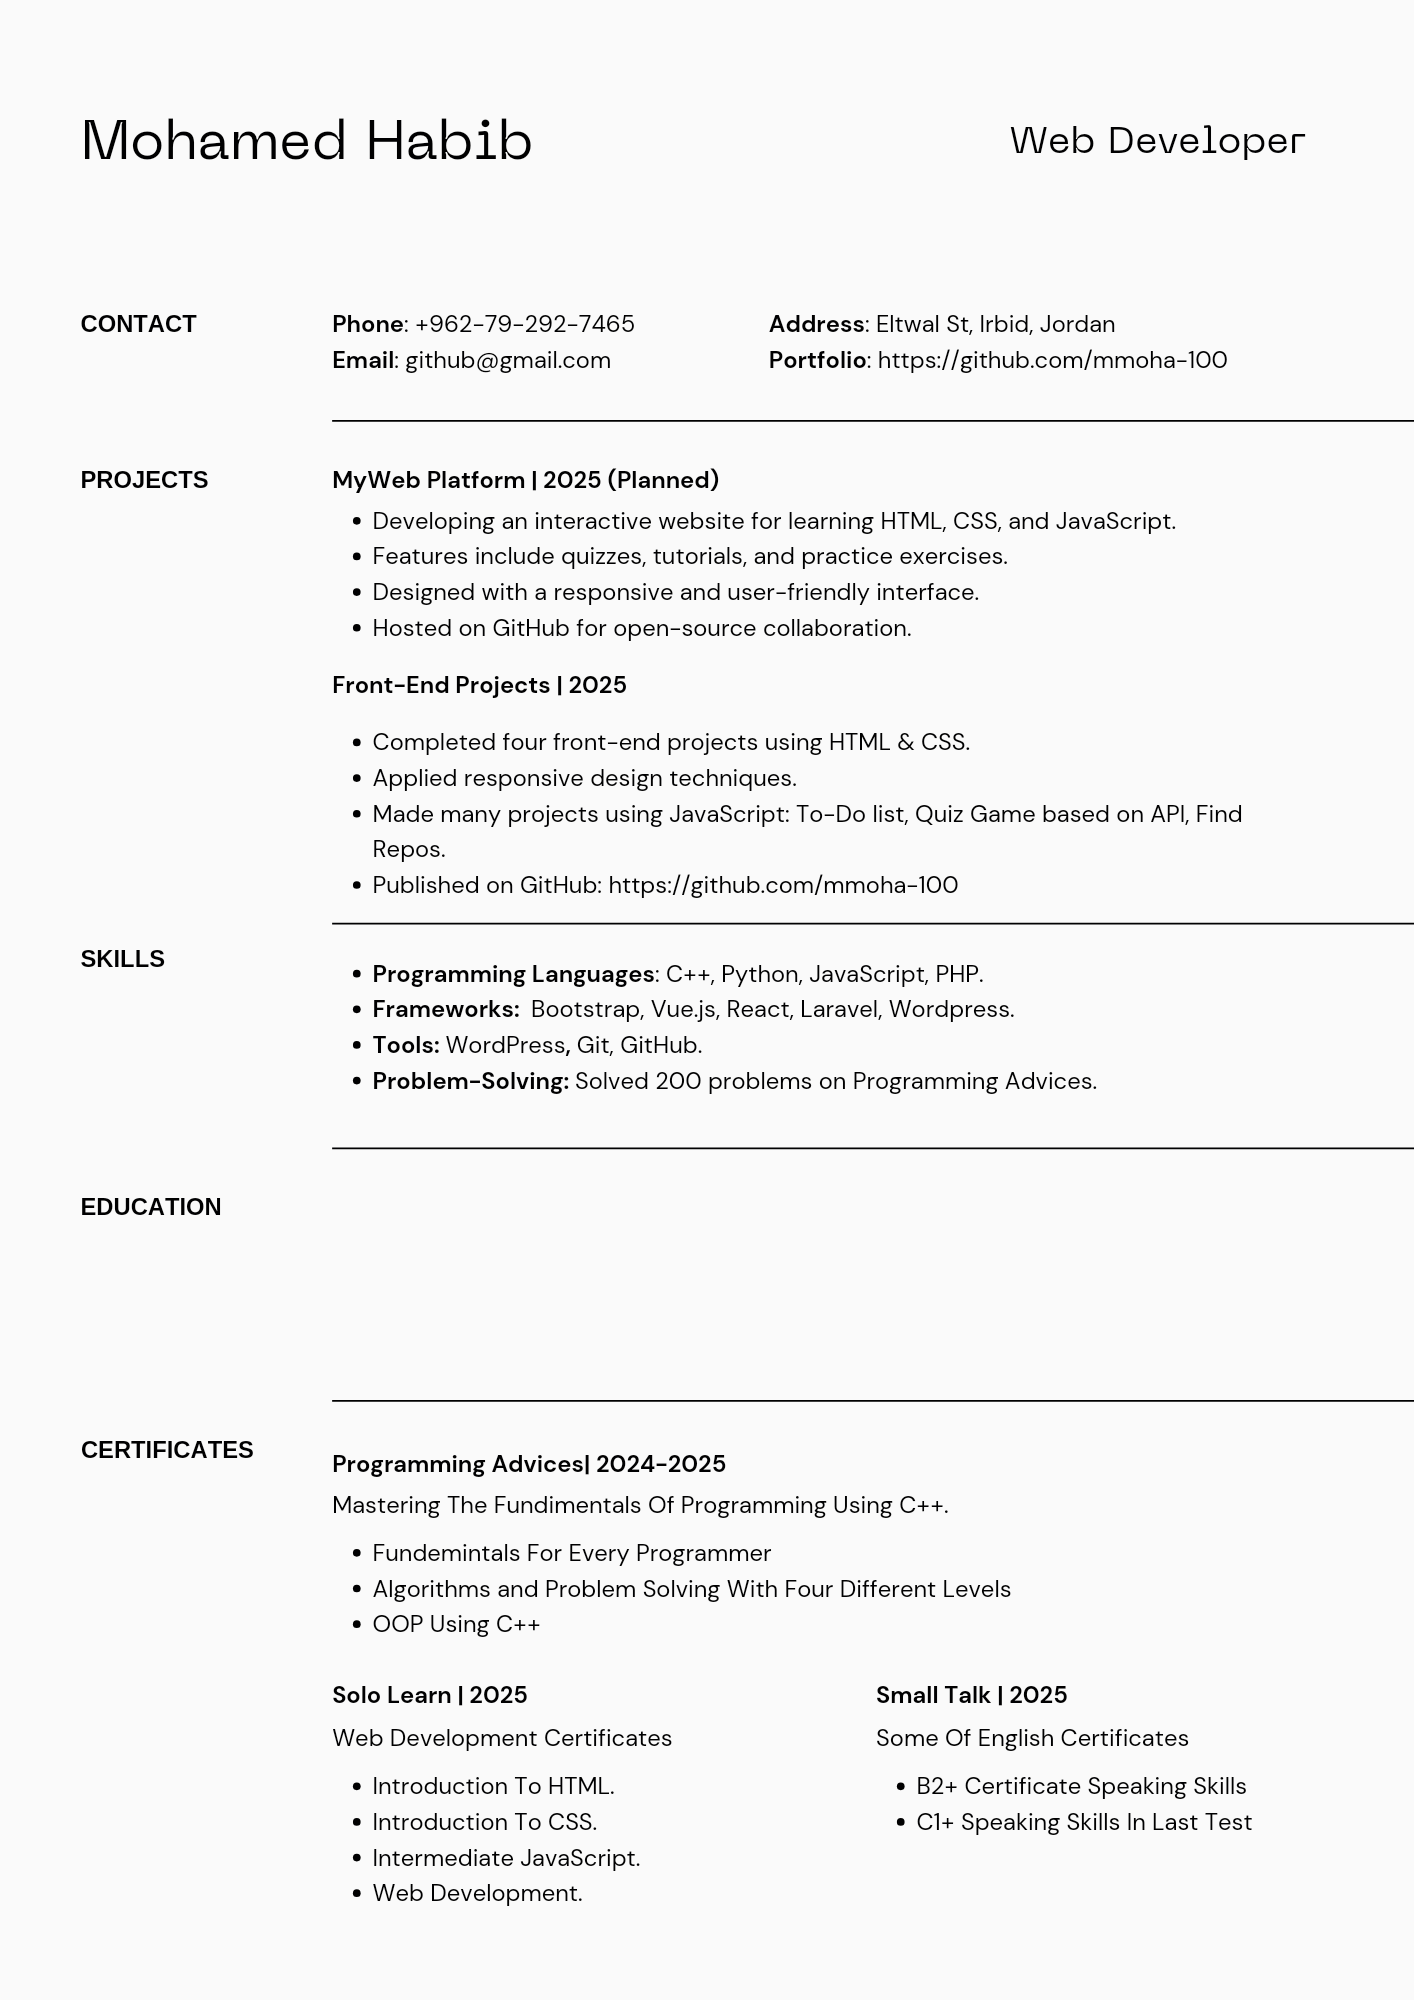 Mohamed Habib
Web Developer
CONTACT
Phone: +962-79-292-7465
Address: Eltwal St, Irbid, Jordan
Email: github@gmail.com
Portfolio: https://github.com/mmoha-100
PROJECTS
MyWeb Platform | 2025 (Planned)
Developing an interactive website for learning HTML, CSS, and JavaScript.
Features include quizzes, tutorials, and practice exercises.
Designed with a responsive and user-friendly interface.
Hosted on GitHub for open-source collaboration.
Front-End Projects | 2025
Completed four front-end projects using HTML & CSS.
Applied responsive design techniques.
Made many projects using JavaScript: To-Do list, Quiz Game based on API, Find
Repos.
Published on GitHub: https://github.com/mmoha-100
SKILLS
Programming Languages: C++, Python, JavaScript, PHP.
Frameworks:  Bootstrap, Vue.js, React, Laravel, Wordpress.
Tools: WordPress, Git, GitHub.
Problem-Solving: Solved 200 problems on Programming Advices.
EDUCATION
CERTIFICATES
Programming Advices| 2024-2025
Mastering The Fundimentals Of Programming Using C++.
Fundemintals For Every Programmer
Algorithms and Problem Solving With Four Different Levels
OOP Using C++
Solo Learn | 2025
Web Development Certificates
Introduction To HTML.
Introduction To CSS.
Intermediate JavaScript.
Web Development.
Small Talk | 2025
Some Of English Certificates
B2+ Certificate Speaking Skills
C1+ Speaking Skills In Last Test